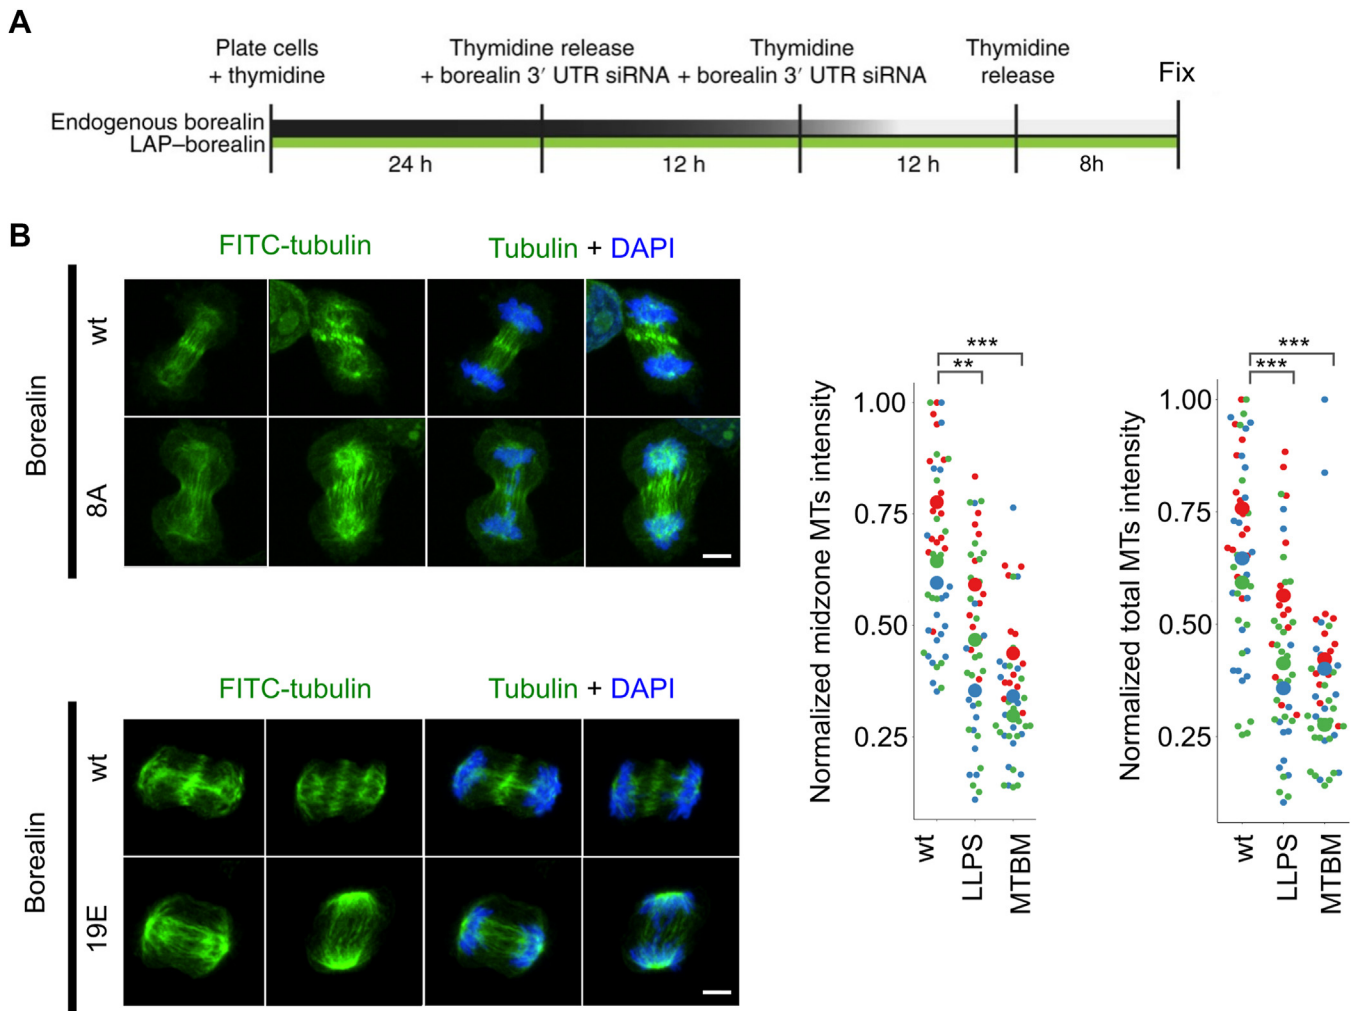 A
Plate cells
+ thymidine
Thymidine release
+ borealin 3′ UTR siRNA
Thymidine
+ borealin 3′ UTR siRNA
Thymidine
release
Fix
Endogenous borealin
LAP–borealin
24 h
12 h
12 h
8h
B
FITC-tubulin
Tubulin + DAPI
Borealin
wt
8A
FITC-tubulin
Tubulin + DAPI
Borealin
wt
19E
Normalized midzone MTs intensity
***
**
1.00
0.75
0.50
0.25
wt
LLPS
MTBM
Normalized total MTs intensity
***
***
1.00
0.75
0.50
0.25
wt
LLPS
MTBM